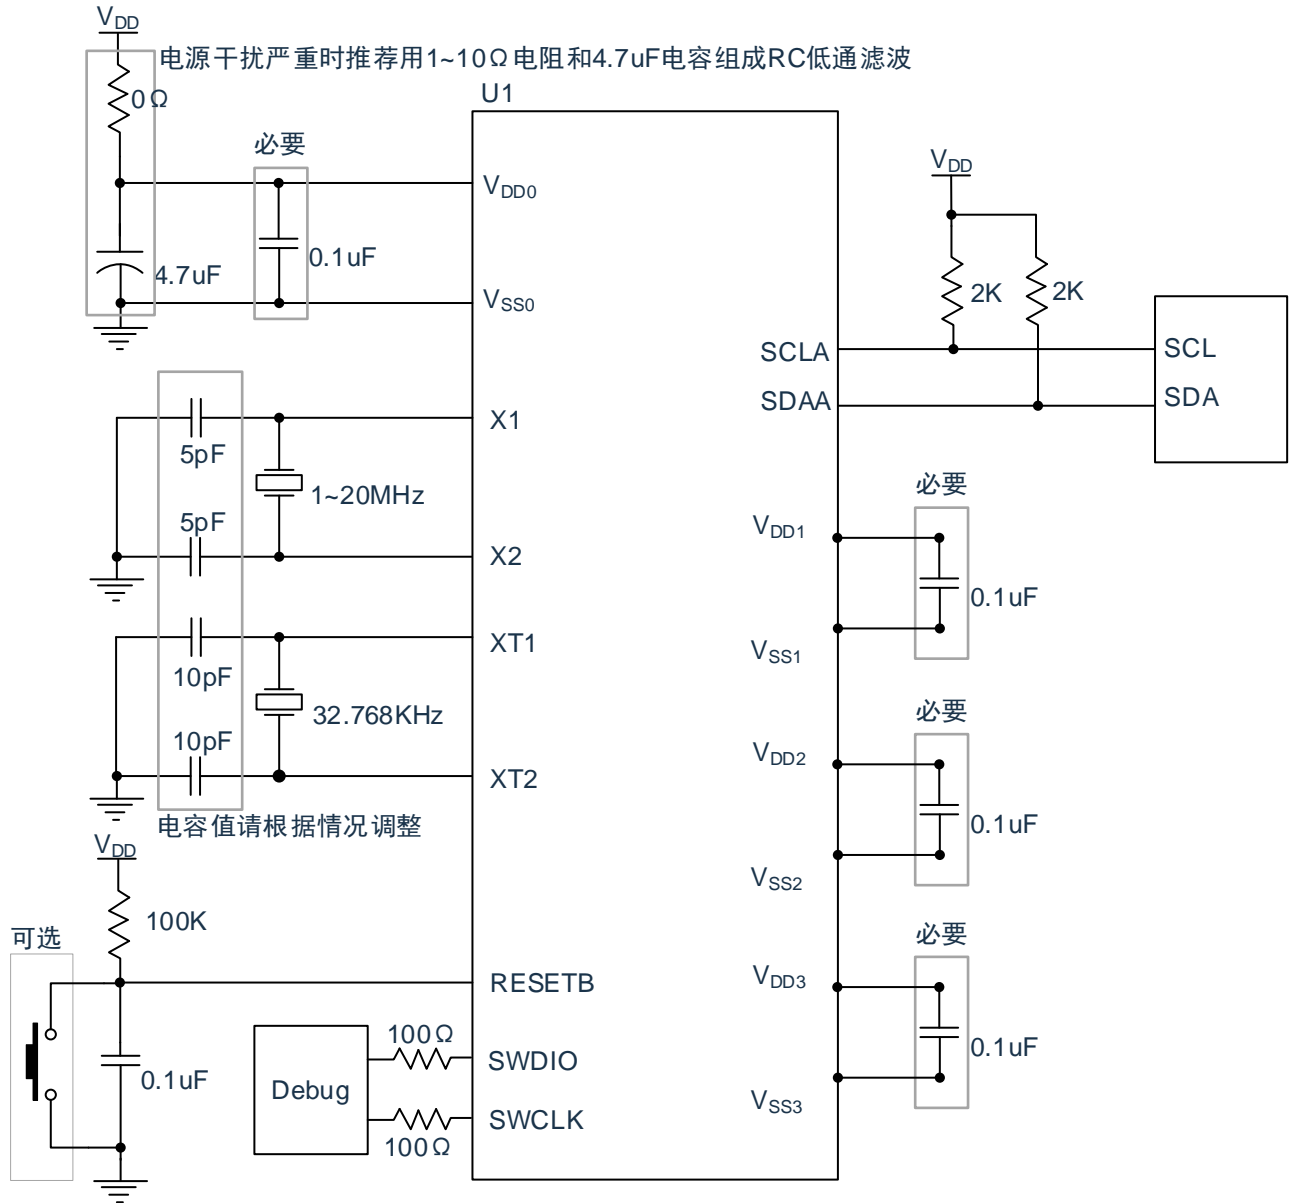 VDD
电源干扰严重时推荐用1~10Ω电阻和4.7uF电容组成RC低通滤波
0Ω
U1
必要
VDD0
0.1uF
4.7uF
VSS0
VDD
2K
2K
SCLA
SCL
SDAA
SDA
X1
5pF
1~20MHz
5pF
X2
必要
VDD1
0.1uF
VSS1
XT1
10pF
32.768KHz
10pF
XT2
电容值请根据情况调整
必要
VDD2
0.1uF
VSS2
VDD
100K
可选
RESETB
0.1uF
Debug
100Ω
SWDIO
SWCLK
100Ω
必要
VDD3
0.1uF
VSS3